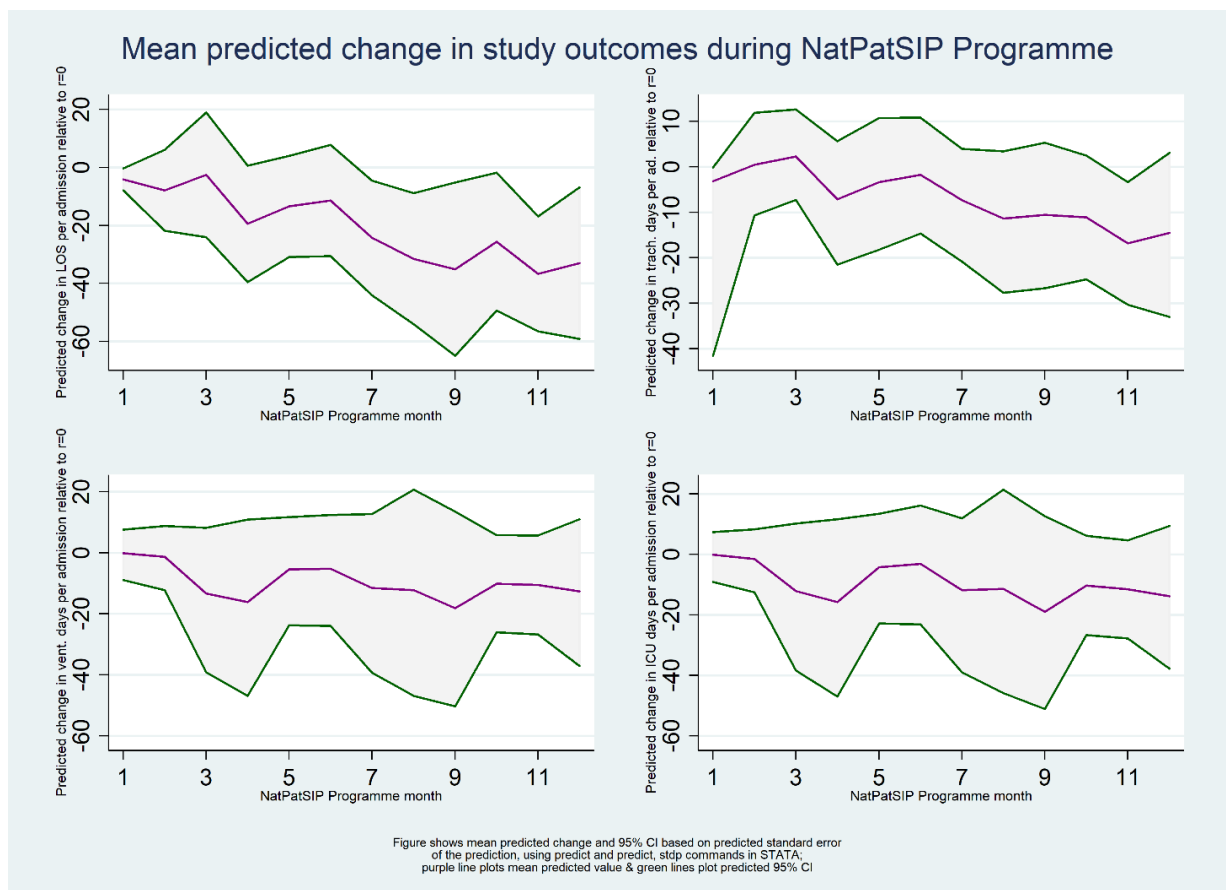 Mean predicted change in study outcomes during NatPatSIP Programme
Predicted change in LOS per admission relative to r=0
20
0
-20
-40
-60
1 3 5 7 9 11
NatPatSIP Programme month
Predicted change in trach. days per ad. relative to r=0
10
0
-10
-20
-30
-40
1 3 5 7 9 11
NatPatSIP Programme month
Predicted change in vent. days per admission relative to r=0
20
0
-20
-40
-60
1 3 5 7 9 11
NatPatSIP Programme month
Predicted change in ICU days per admission relative to r=0
20
0
-20
-40
-60
1 3 5 7 9 11
NatPatSIP Programme month
Figure shows mean predicted change and 95% CI based on predicted standard error
of the prediction, using predict and predict, stdp commands in STATA;
purple line plots mean predicted value & green lines plot predicted 95% CI